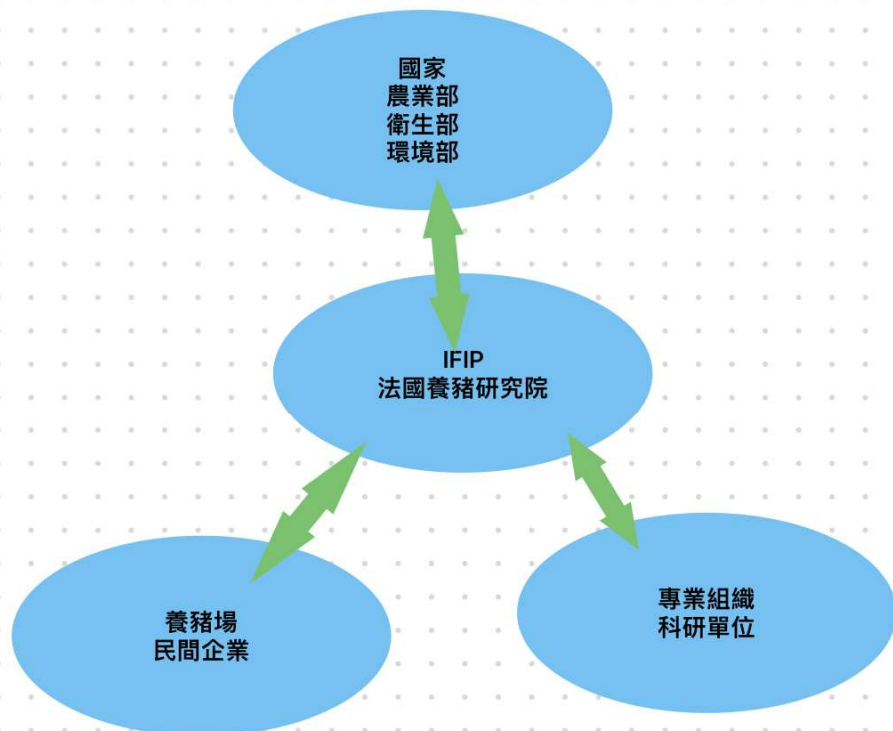 國家
農業部
衛生部
環境部
IFIP
法國養豬研究院
養豬場
民間企業
專業組織
科研單位